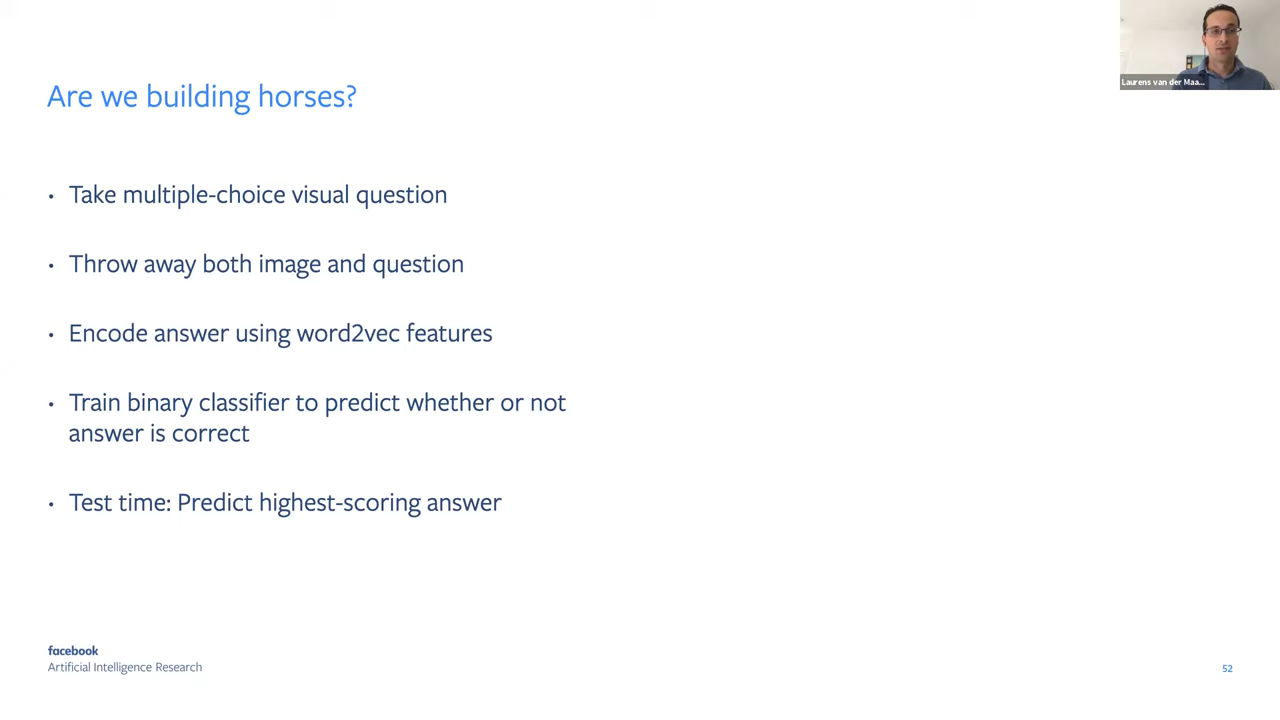 Are we building horses?
• Take multiple-choice visual question
• Throw away both image and question
• Encode answer using word2vec features
• Train binary classifier to predict whether or not
answer is correct
• Test time: Predict highest-scoring answer
facebook
Artificial Intelligence Research
52
Laurens van der Maa...